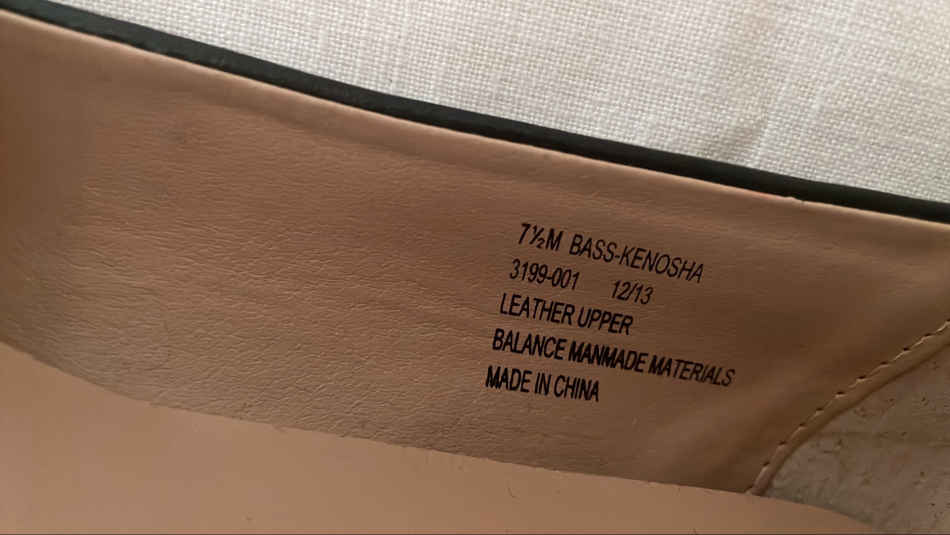 7½M BASS-KENOSHA
3199-001 12/13
LEATHER UPPER
BALANCE MANMADE MATERIALS
MADE IN CHINA